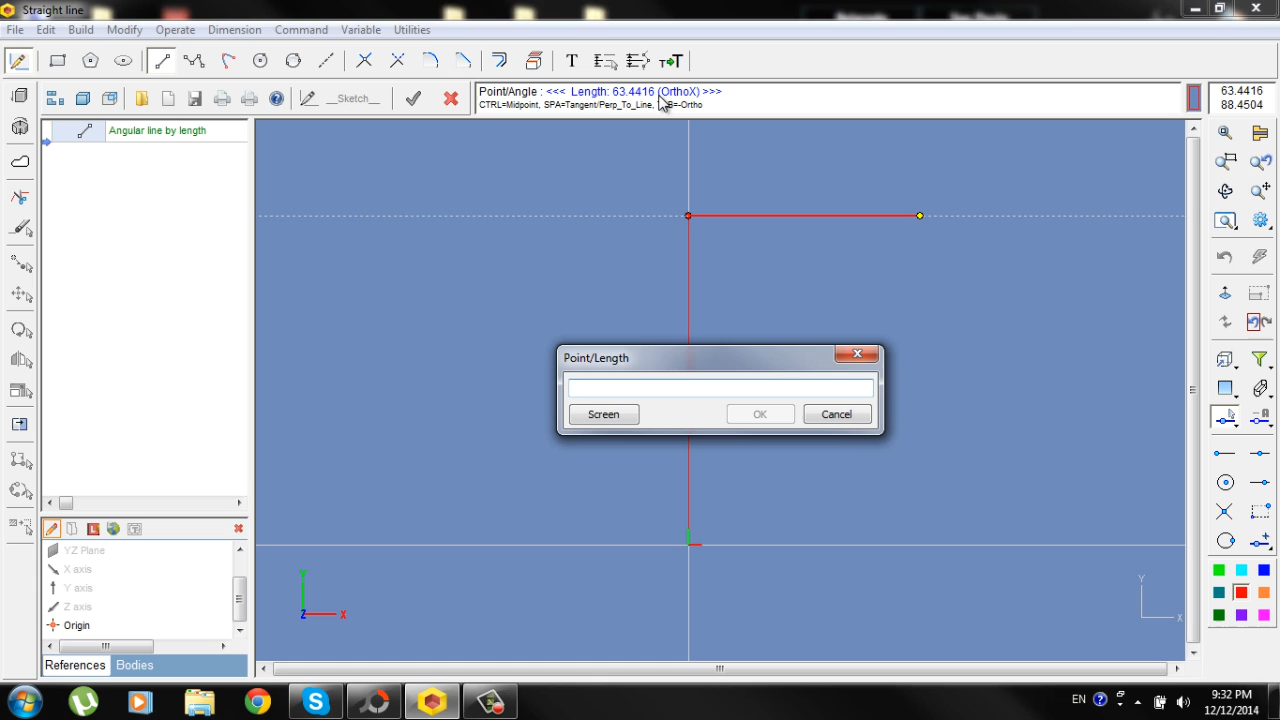 Straight line
File Edit Build Modify Operate Dimension Command Variable Utilities
T
T
__Sketch__
Point/Angle : <<< Length: 63.4416 (OrthoX) >>>
CTRL=Midpoint, SPA=Tangent/Perp_To_Line, B=-Ortho
63.4416
88.4504
Angular line by length
Point/Length
Screen OK Cancel
YZ Plane
X axis
Y axis
Z axis
Origin
References Bodies
Y
Z X
Y
X
EN
9:32 PM
12/12/2014